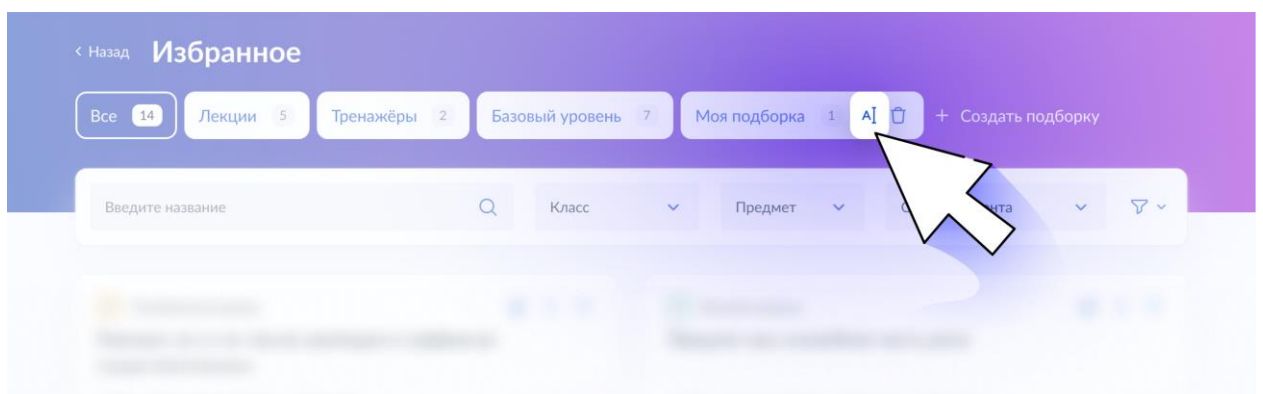 Назад Избранное
Все 14 Лекции 5 Тренажёры 2 Базовый уровень 7 Моя подборка 1 A + Создать подборку
Введите название Класс Предмет